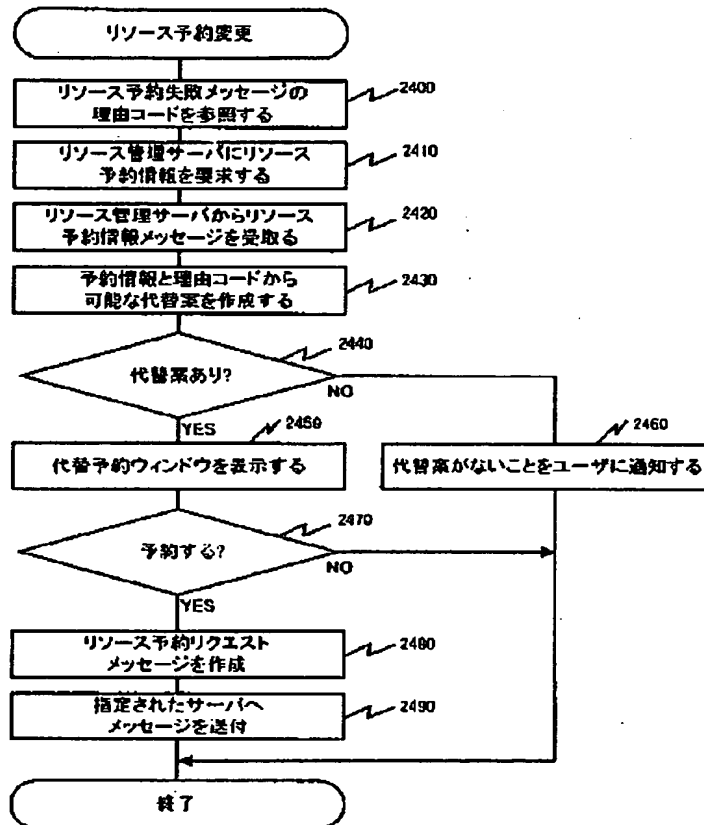 リソース予約変更
リソース予約失敗メッセージの
理由コードを参照する
2400
リソース管理サーバにリソース
予約情報を要求する
2410
リソース管理サーバからリソース
予約情報メッセージを受取る
2420
予約情報と理由コードから
可能な代替案を作成する
2430
代替案あり?
2440
NO
YES
2450
代替予約ウィンドウを表示する
2460
代替案がないことをユーザに通知する
予約する?
2470
NO
YES
リソース予約リクエスト
メッセージを作成
2480
指定されたサーバへ
メッセージを送付
2490
終了